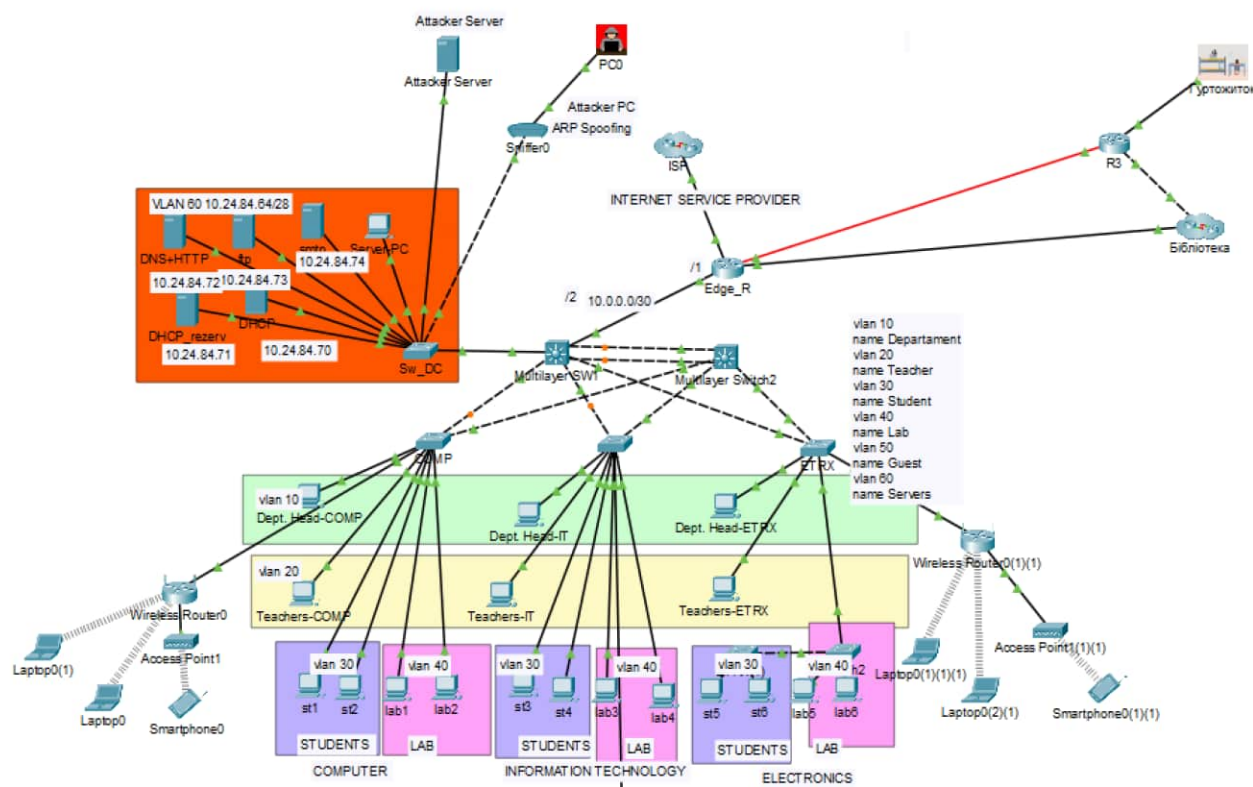 Attacker Server
Attacker Server
PC0
Attacker PC
ARP Spoofing
Sniffer0
ISP
INTERNET SERVICE PROVIDER
Гуртожиток
R3
Бібліотека
VLAN 60 10.24.84.64/28
DNS+HTTP
ftp
smtp
Server-PC
10.24.84.74
10.24.84.72
10.24.84.73
DHCP_rezerv
DHCP
10.24.84.71
10.24.84.70
Sw_DC
/1
Edge_R
/2
10.0.0.0/30
Multilayer SW1
Multilayer Switch2
vlan 10
name Departament
vlan 20
name Teacher
vlan 30
name Student
vlan 40
name Lab
vlan 50
name Guest
vlan 60
name Servers
COMP
ETRX
vlan 10
Dept. Head-COMP
Dept. Head-IT
Dept. Head-ETRX
vlan 20
Teachers-COMP
Teachers-IT
Teachers-ETRX
Wireless Router0
Laptop0(1)
Access Point1
Laptop0
Smartphone0
Wireless Router0(1)(1)
Laptop0(1)(1)(1)
Access Point1(1)(1)
Laptop0(2)(1)
Smartphone0(1)(1)
vlan 30
st1
st2
STUDENTS
vlan 40
lab1
lab2
LAB
COMPUTER
vlan 30
st3
st4
STUDENTS
vlan 40
lab3
lab4
LAB
INFORMATION TECHNOLOGY
vlan 30
st5
st6
STUDENTS
vlan 40
lab5
lab6
LAB
ELECTRONICS